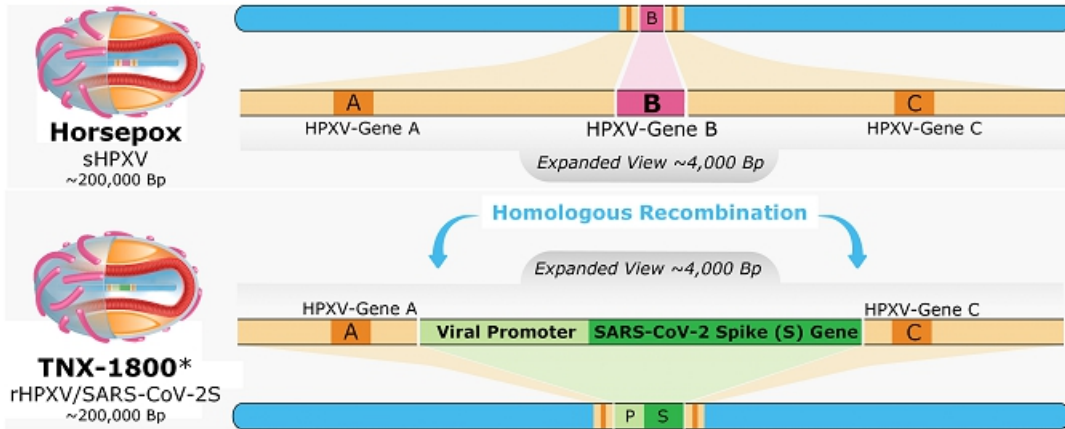 B
A
B
C
HPXV-Gene A
HPXV-Gene B
HPXV-Gene C
Expanded View ~4,000 Bp
Horsepox
sHPXV
~200,000 Bp
Homologous Recombination
Expanded View ~4,000 Bp
HPXV-Gene A
HPXV-Gene C
A
Viral Promoter
SARS-CoV-2 Spike (S) Gene
C
TNX-1800*
rHPXV/SARS-CoV-2S
~200,000 Bp
P
S